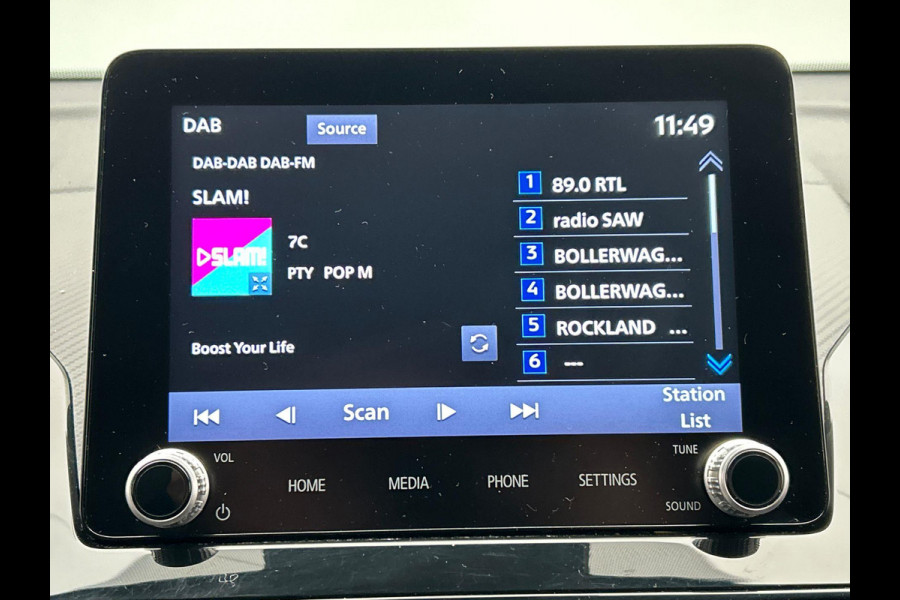 DAB Source 11:49
DAB-DAB DAB-FM
SLAM!
SLAM!
7C
PTY POP M
Boost Your Life
1 89.0 RTL
2 radio SAW
3 BOLLERWAG...
4 BOLLERWAG...
5 ROCKLAND ...
6 ---
Scan
Station
List
VOL
HOME MEDIA PHONE SETTINGS
TUNE
SOUND